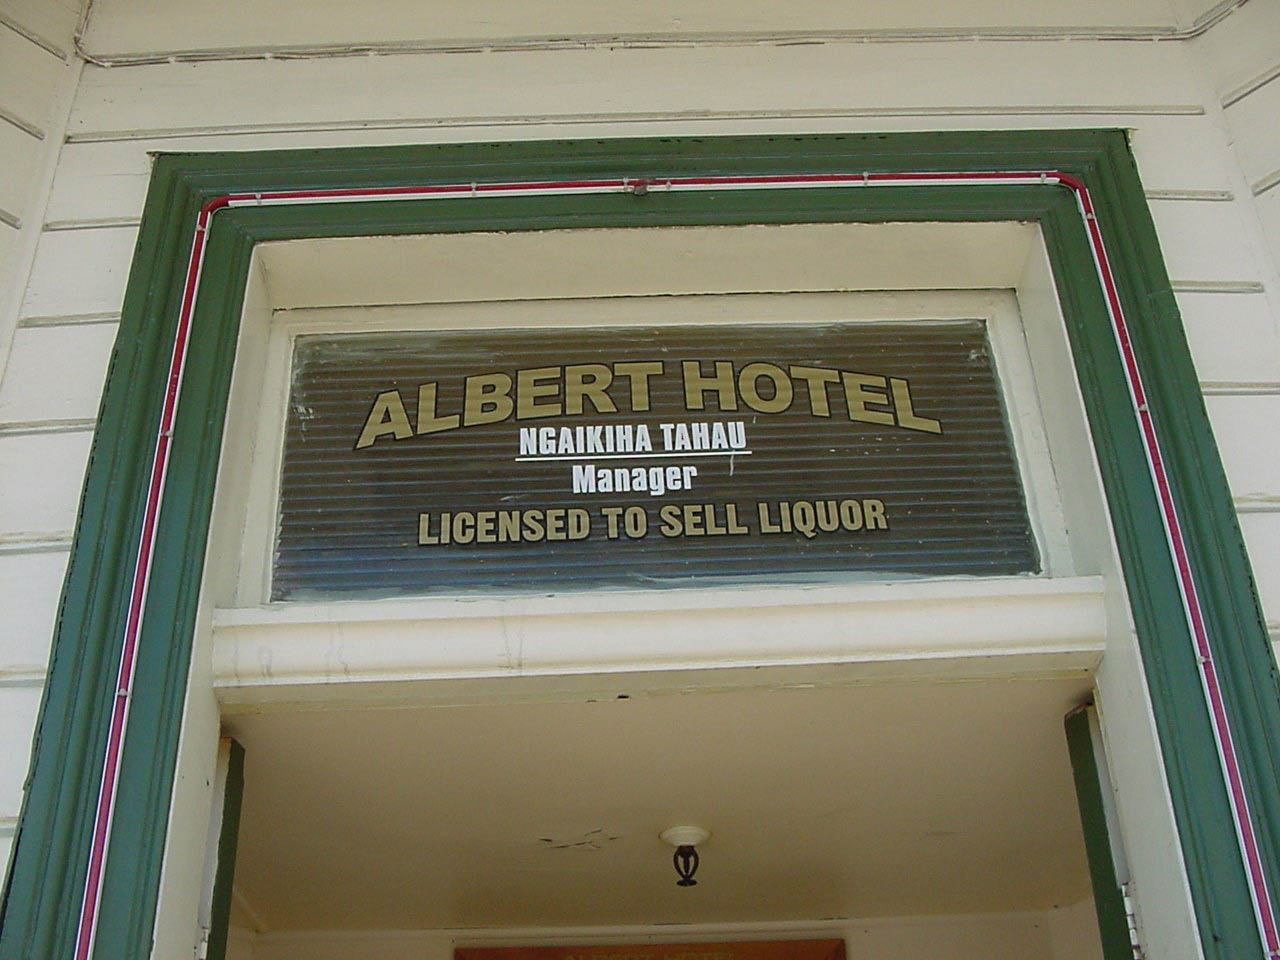 ALBERT HOTEL
NGAIKIHA TAHAU
Manager
LICENSED TO SELL LIQUOR